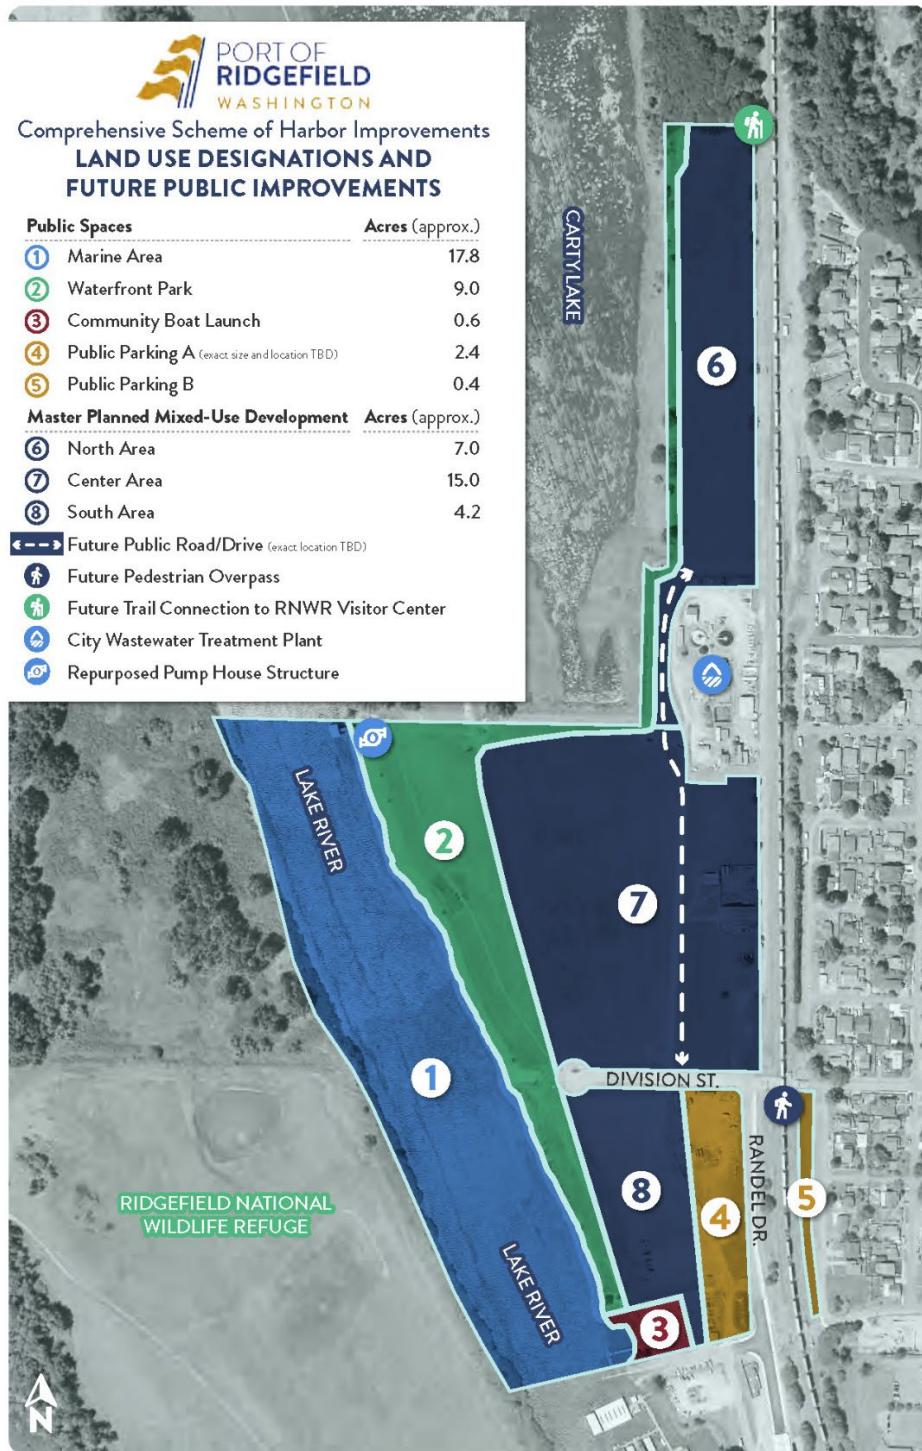 PORT OF
RIDGEFIELD
WASHINGTON
Comprehensive Scheme of Harbor Improvements
LAND USE DESIGNATIONS AND
FUTURE PUBLIC IMPROVEMENTS
Public Spaces Acres (approx.)
1 Marine Area 17.8
2 Waterfront Park 9.0
3 Community Boat Launch 0.6
4 Public Parking A (exact size and location TBD) 2.4
5 Public Parking B 0.4
Master Planned Mixed-Use Development Acres (approx.)
6 North Area 7.0
7 Center Area 15.0
8 South Area 4.2
Future Public Road/Drive (exact location TBD)
Future Pedestrian Overpass
Future Trail Connection to RNWR Visitor Center
City Wastewater Treatment Plant
Repurposed Pump House Structure
CARTY LAKE
6
LAKE RIVER
2
7
1
DIVISION ST.
RIDGEFIELD NATIONAL
WILDLIFE REFUGE
8
4
RANDEL DR.
5
LAKE RIVER
3
N